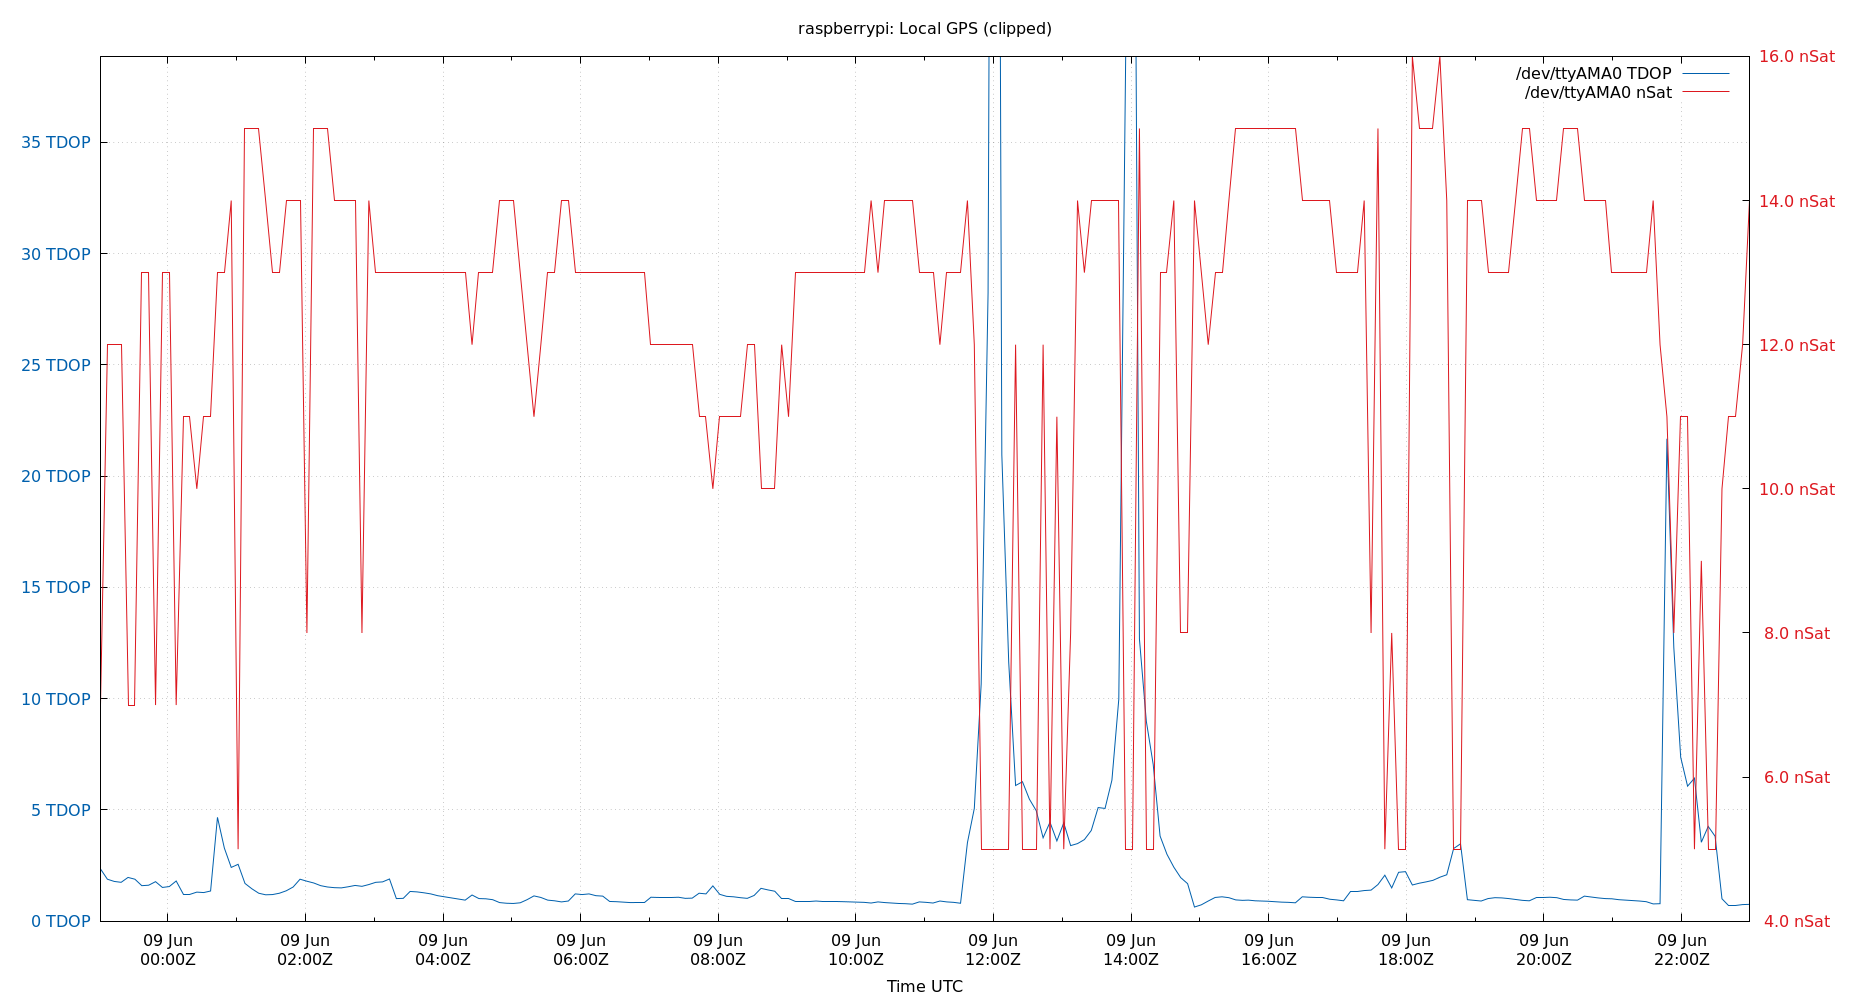 raspberrypi: Local GPS (clipped)
/dev/ttyAMA0 TDOP
/dev/ttyAMA0 nSat
35 TDOP
30 TDOP
25 TDOP
20 TDOP
15 TDOP
10 TDOP
5 TDOP
0 TDOP
16.0 nSat
14.0 nSat
12.0 nSat
10.0 nSat
8.0 nSat
6.0 nSat
4.0 nSat
09 Jun 09 Jun 09 Jun 09 Jun 09 Jun 09 Jun 09 Jun 09 Jun 09 Jun 09 Jun 09 Jun 09 Jun
00:00Z 02:00Z 04:00Z 06:00Z 08:00Z 10:00Z 12:00Z 14:00Z 16:00Z 18:00Z 20:00Z 22:00Z
Time UTC